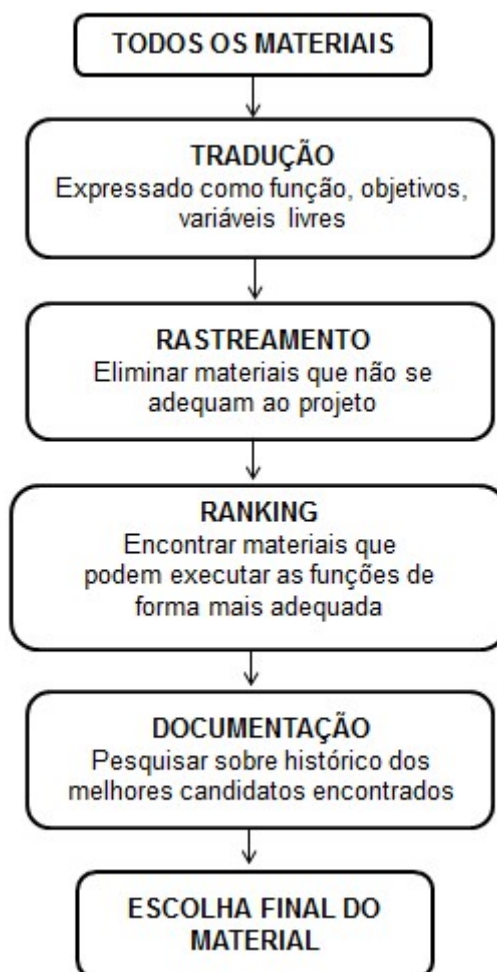 TODOS OS MATERIAIS
TRADUÇÃO
Expressado como função, objetivos,
variáveis livres
RASTREAMENTO
Eliminar materiais que não se
adequam ao projeto
RANKING
Encontrar materiais que
podem executar as funções de
forma mais adequada
DOCUMENTAÇÃO
Pesquisar sobre histórico dos
melhores candidatos encontrados
ESCOLHA FINAL DO
MATERIAL